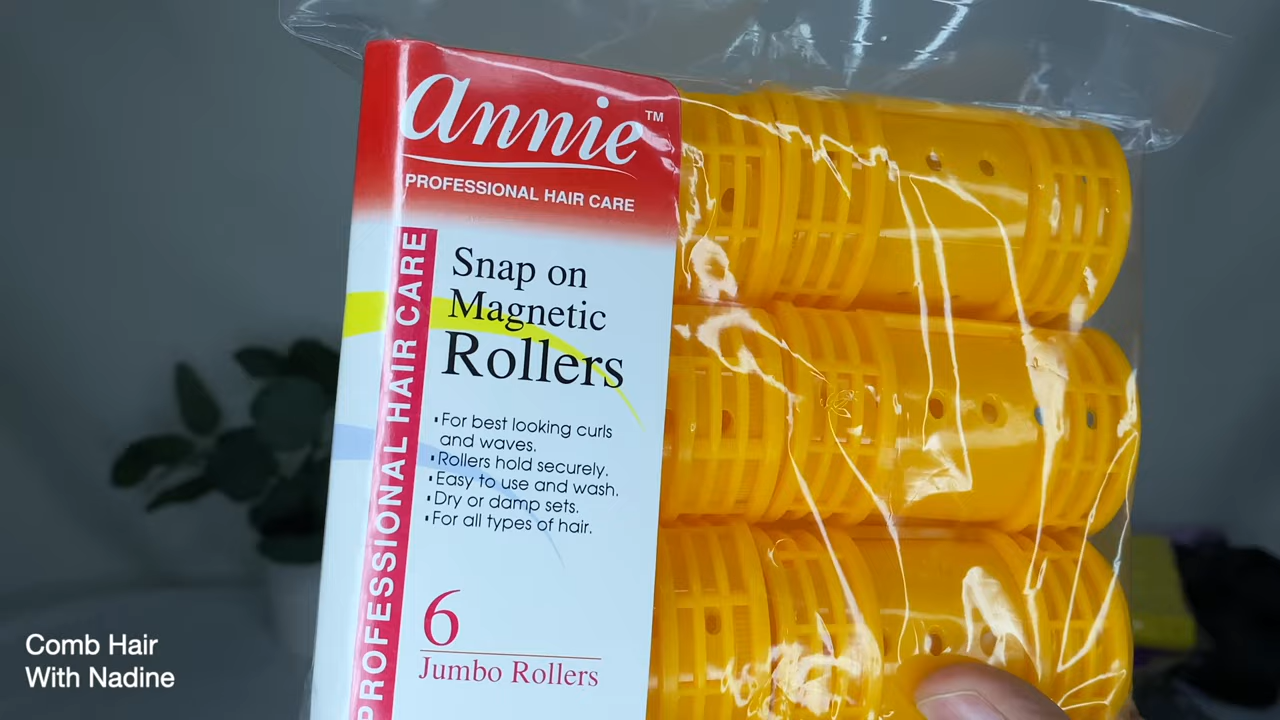 annie™
PROFESSIONAL HAIR CARE
PROFESSIONAL HAIR CARE
Snap on
Magnetic
Rollers
▪For best looking curls
and waves.
▪Rollers hold securely.
▪Easy to use and wash.
▪Dry or damp sets.
▪For all types of hair.
6
Jumbo Rollers
Comb Hair
With Nadine